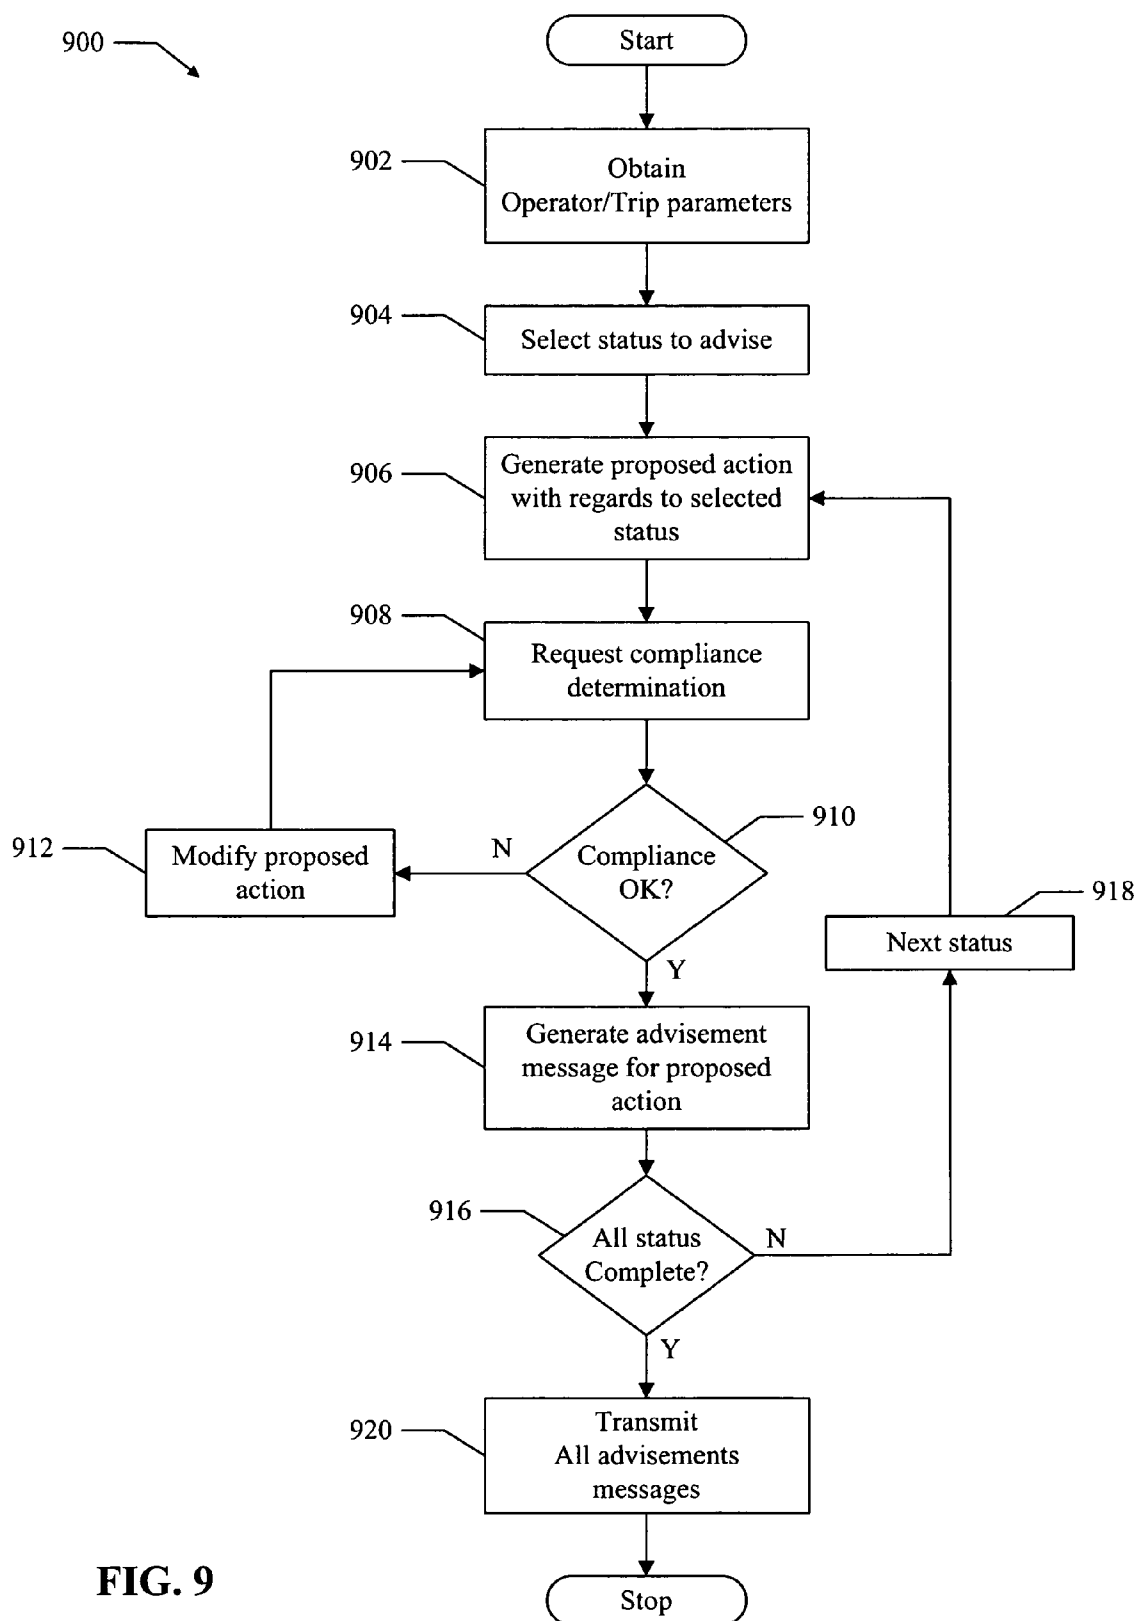 900
Start
902
Obtain
Operator/Trip parameters
904
Select status to advise
906
Generate proposed action
with regards to selected
status
908
Request compliance
determination
910
Compliance
OK?
N
912
Modify proposed
action
918
Next status
Y
914
Generate advisement
message for proposed
action
916
All status
Complete?
N
Y
920
Transmit
All advisements
messages
Stop
FIG. 9